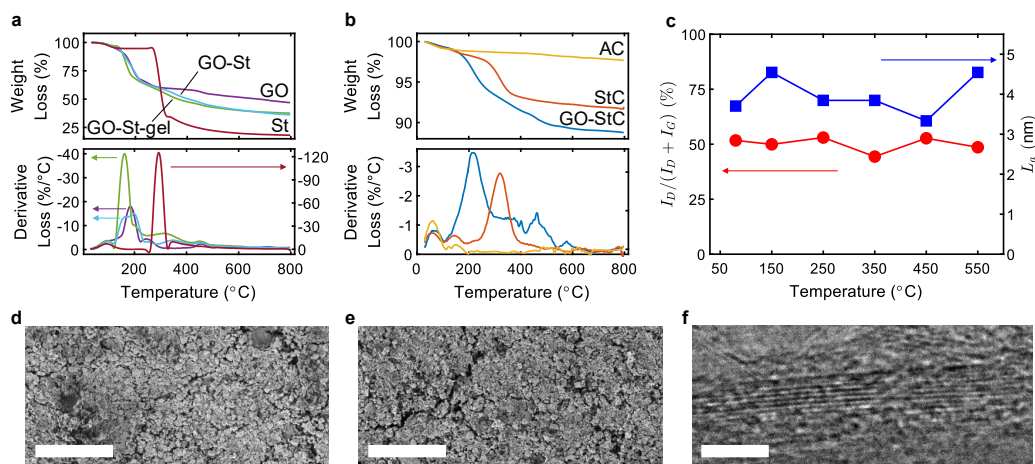 a
100
75
50
25
Weight
Loss (%)
GO-St
GO
GO-St-gel
St
-40
-30
-20
-10
0
-120
-90
-60
-30
0
Derivative
Loss (%/°C)
200
400
600
800
Temperature (°C)
b
100
95
90
Weight
Loss (%)
AC
StC
GO-StC
-3
-2
-1
0
Derivative
Loss (%/°C)
0
200
400
600
800
Temperature (°C)
c
100
75
50
25
0
I_D/(I_D + I_G) (%)
5
4
3
2
1
0
L_a (nm)
50
150
250
350
450
550
Temperature (°C)
d
e
f